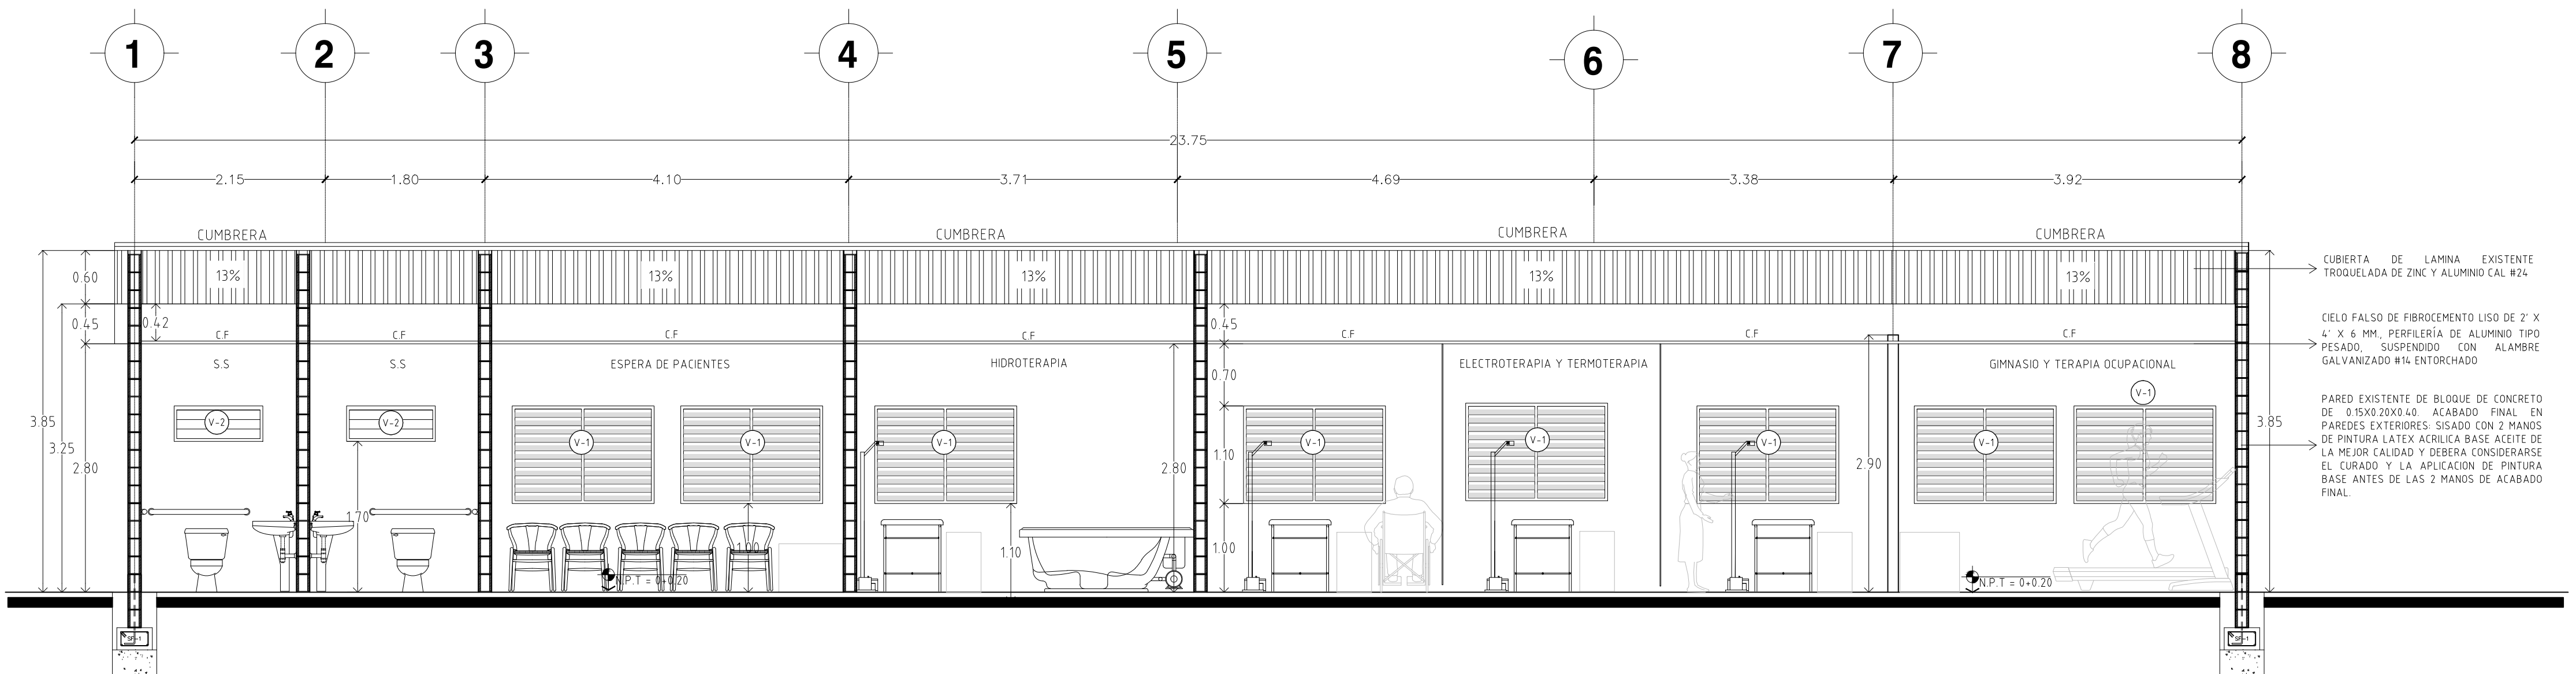 1 2 3 4 5 6 7 8
23.75
2.15 1.80 4.10 3.71 4.69 3.38 3.92
CUMBRERA CUMBRERA CUMBRERA CUMBRERA
13% 13% 13% 13% 13%
0.60
0.45
0.42
0.45
C.F C.F C.F C.F C.F C.F C.F
S.S S.S ESPERA DE PACIENTES HIDROTERAPIA ELECTROTERAPIA Y TERMOTERAPIA GIMNASIO Y TERAPIA OCUPACIONAL
0.70
V-2 V-2 V-1 V-1 V-1 V-1 V-1 V-1 V-1 V-1
3.85
3.25
2.80
1.70
1.00
1.10
2.80
1.10
1.00
2.90
3.85
N.P.T = 0+0.20
N.P.T = 0+0.20
SF-1 SF-1
CUBIERTA DE LAMINA EXISTENTE
TROQUELADA DE ZINC Y ALUMINIO CAL #24
CIELO FALSO DE FIBROCEMENTO LISO DE 2' X
4' X 6 MM., PERFILERÍA DE ALUMINIO TIPO
PESADO, SUSPENDIDO CON ALAMBRE
GALVANIZADO #14 ENTORCHADO
PARED EXISTENTE DE BLOQUE DE CONCRETO
DE 0.15X0.20X0.40. ACABADO FINAL EN
PAREDES EXTERIORES: SISADO CON 2 MANOS
DE PINTURA LATEX ACRILICA BASE ACEITE DE
LA MEJOR CALIDAD Y DEBERA CONSIDERARSE
EL CURADO Y LA APLICACION DE PINTURA
BASE ANTES DE LAS 2 MANOS DE ACABADO
FINAL.